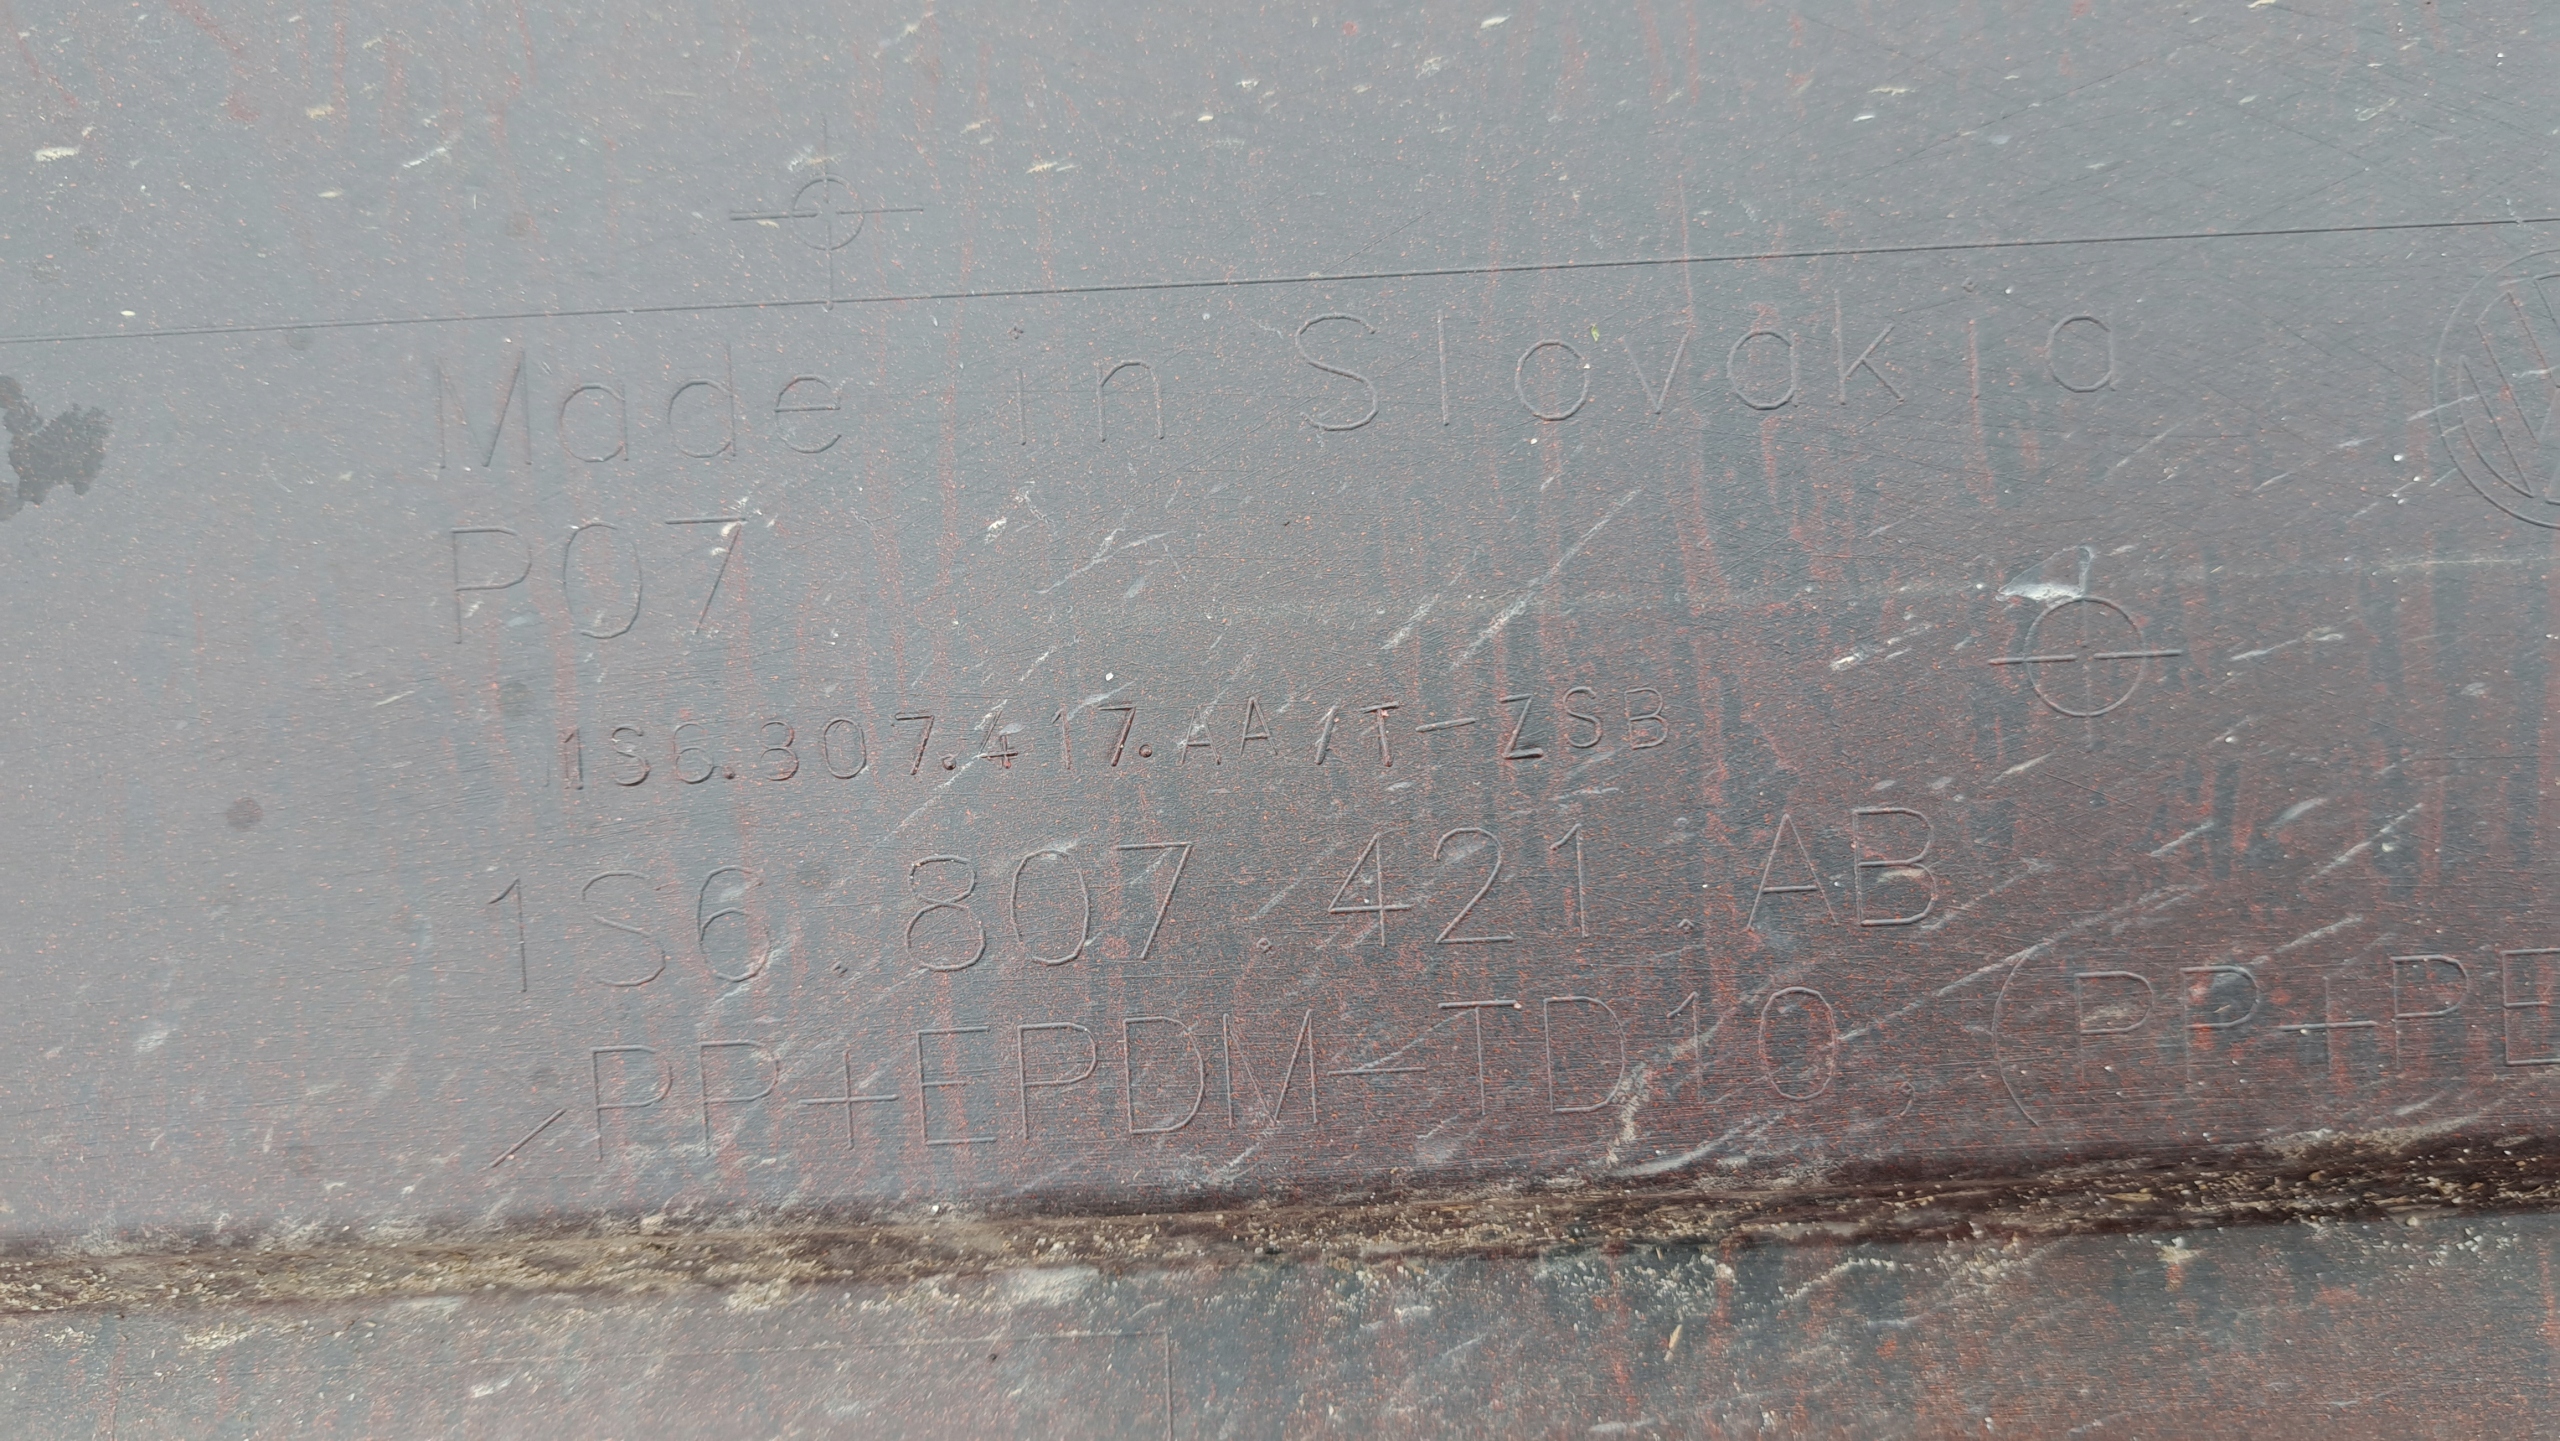 Made in Slovakia
P07
1S6.807.417.AA/T-ZSB
1S6.807.421.AB
>PP+EPDM-TD10,(PP+PE